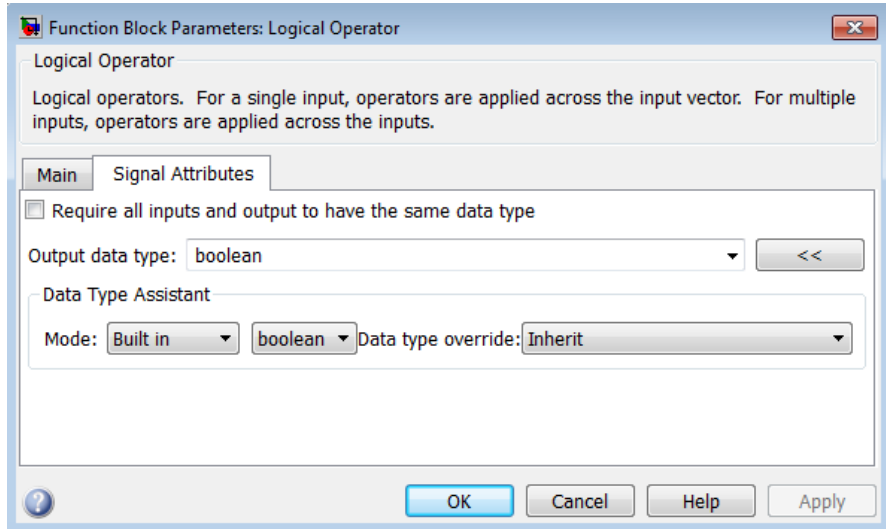 Function Block Parameters: Logical Operator
Logical Operator
Logical operators. For a single input, operators are applied across the input vector. For multiple
inputs, operators are applied across the inputs.
Main Signal Attributes
Require all inputs and output to have the same data type
Output data type: boolean <<
Data Type Assistant
Mode: Built in boolean Data type override: Inherit
? OK Cancel Help Apply